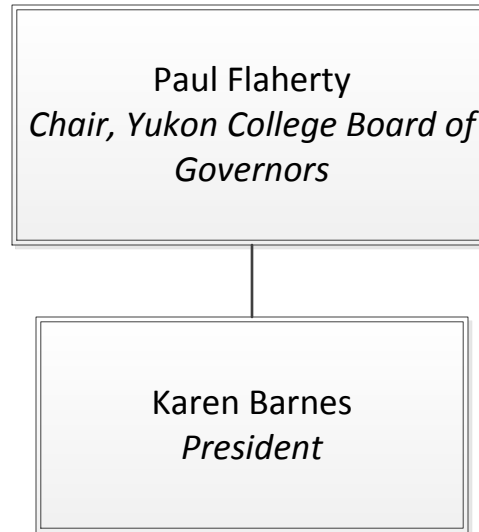 Paul Flaherty
Chair, Yukon College Board of
Governors
Karen Barnes
President